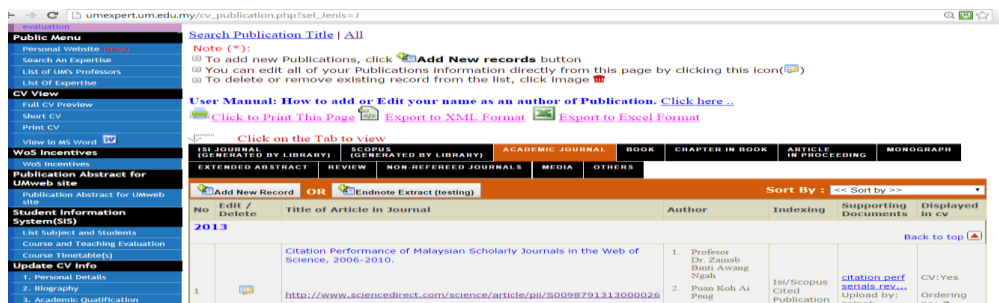 umexpert.um.edu.my/cv_publication.php?sel_Jenis=J
evaluation
Public Menu
Personal Website (New)
Search An Expertise
List of UM's Professors
List Of Expertise
CV View
Full CV Preview
Short CV
Print CV
View in MS Word
WoS Incentives
WoS Incentives
Publication Abstract for
UMweb site
Publication Abstract for UMweb
site
Student Information
System(SIS)
List Subject and Students
Course and Teaching Evaluation
Course Timetable(s)
Update CV Info
1. Personal Details
2. Biography
3. Academic Qualification
Search Publication Title | All
Note (*):
To add new Publications, click Add New records button
You can edit all of your Publications information directly from this page by clicking this icon( )
To delete or remove existing record from the list, click image
User Manual: How to add or Edit your name as an author of Publication. Click here ..
Click to Print This Page Export to XML Format Export to Excel Format
Click on the Tab to view
ISI JOURNAL (GENERATED BY LIBRARY) SCOPUS (GENERATED BY LIBRARY) ACADEMIC JOURNAL BOOK CHAPTER IN BOOK ARTICLE IN PROCEEDING MONOGRAPH
EXTENDED ABSTRACT REVIEW NON-REFEREED JOURNALS MEDIA OTHERS
Add New Record OR Endnote Extract (testing) Sort By : << Sort by >>
No Edit / Delete Title of Article in Journal Author Indexing Supporting Documents Displayed in cv
2013
Back to top
Citation Performance of Malaysian Scholarly Journals in the Web of
Science, 2006-2010.
http://www.sciencedirect.com/science/article/pii/S0098791313000026
1
1. Profesor
Dr. Zainab
Binti Awang
Ngah
2. Puan Koh Ai
Peng
Isi/Scopus
Cited
Publication
citation perf
serials rev...
Upload by:
CV:Yes
Ordering